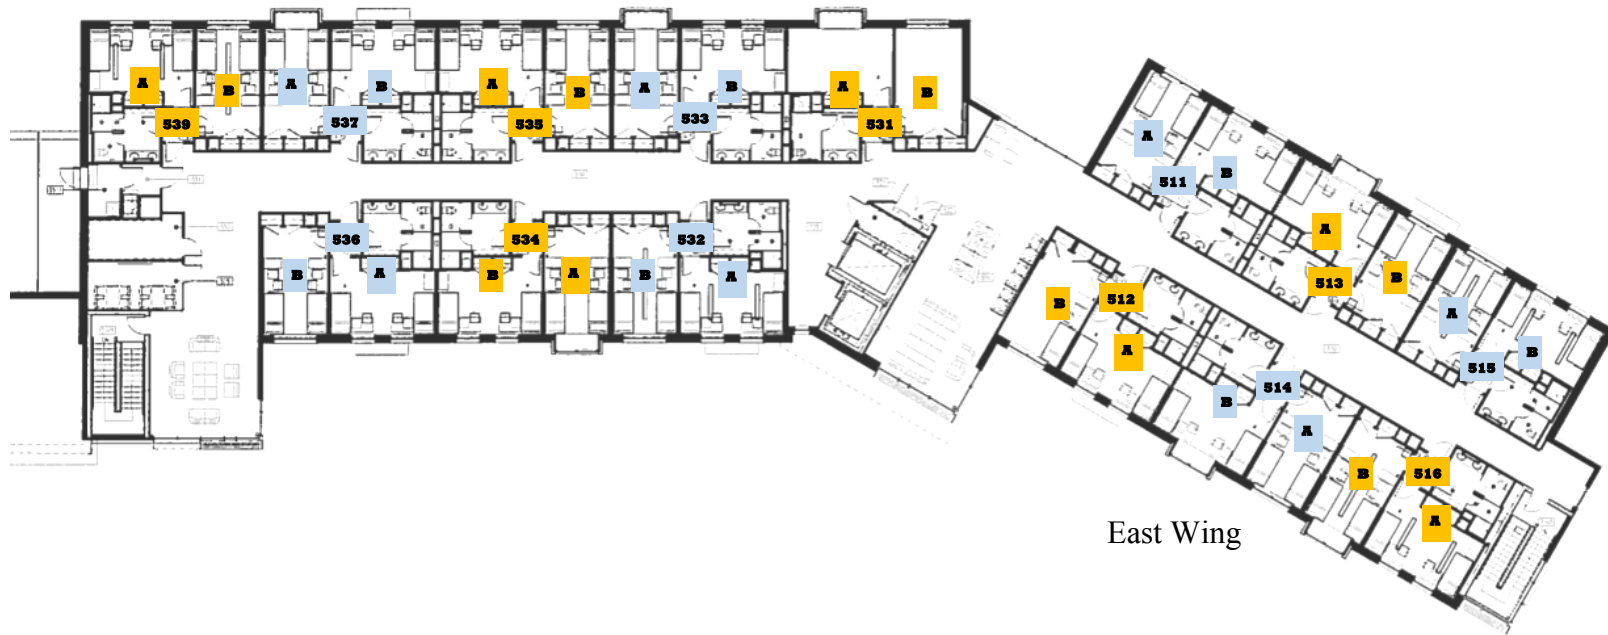 A B A B A B A B A B
539 537 535 533 531
536 534 532
B A B A B A
A B
511
A B
513
A B
515
B 512
A
B 514
A
B 516
A
East Wing